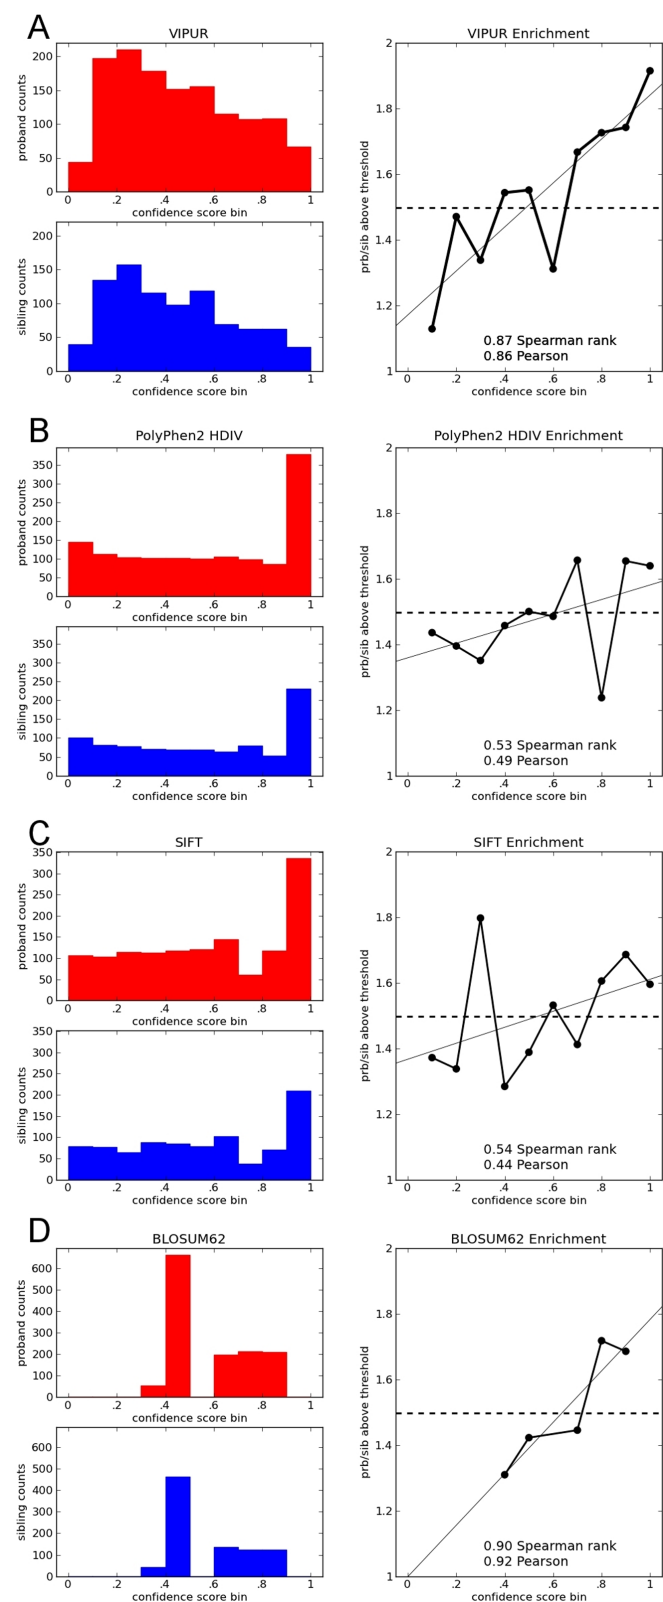 A
VIPUR
proband counts
200
150
100
50
0
0 .2 .4 .6 .8 1
confidence score bin
sibling counts
200
150
100
50
0
0 .2 .4 .6 .8 1
confidence score bin
VIPUR Enrichment
prb/sib above threshold
2
1.8
1.6
1.4
1.2
1
0.87 Spearman rank
0.86 Pearson
0 .2 .4 .6 .8 1
confidence score bin
B
PolyPhen2 HDIV
proband counts
350
300
250
200
150
100
50
0
0 .2 .4 .6 .8 1
confidence score bin
sibling counts
350
300
250
200
150
100
50
0
0 .2 .4 .6 .8 1
confidence score bin
PolyPhen2 HDIV Enrichment
prb/sib above threshold
2
1.8
1.6
1.4
1.2
1
0.53 Spearman rank
0.49 Pearson
0 .2 .4 .6 .8 1
confidence score bin
C
SIFT
proband counts
350
300
250
200
150
100
50
0
0 .2 .4 .6 .8 1
confidence score bin
sibling counts
350
300
250
200
150
100
50
0
0 .2 .4 .6 .8 1
confidence score bin
SIFT Enrichment
prb/sib above threshold
2
1.8
1.6
1.4
1.2
1
0.54 Spearman rank
0.44 Pearson
0 .2 .4 .6 .8 1
confidence score bin
D
BLOSUM62
proband counts
600
500
400
300
200
100
0
0 .2 .4 .6 .8 1
confidence score bin
sibling counts
600
500
400
300
200
100
0
0 .2 .4 .6 .8 1
confidence score bin
BLOSUM62 Enrichment
prb/sib above threshold
2
1.8
1.6
1.4
1.2
1
0.90 Spearman rank
0.92 Pearson
0 .2 .4 .6 .8 1
confidence score bin